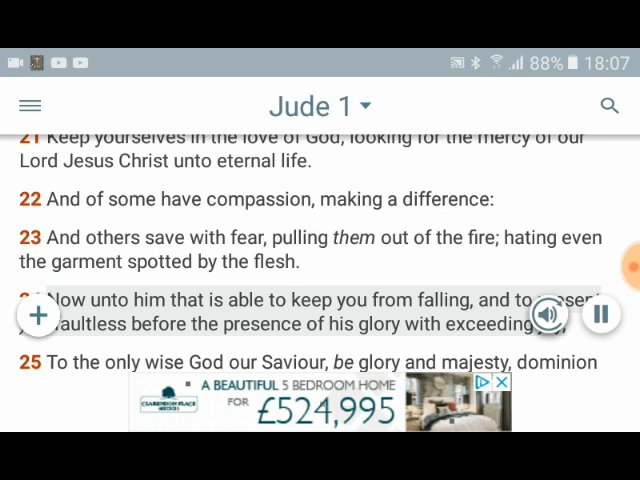 88% 18:07
Jude 1
21 Keep yourselves in the love of God, looking for the mercy of our
Lord Jesus Christ unto eternal life.
22 And of some have compassion, making a difference:
23 And others save with fear, pulling them out of the fire; hating even
the garment spotted by the flesh.
Now unto him that is able to keep you from falling, and to present
faultless before the presence of his glory with exceeding joy,
25 To the only wise God our Saviour, be glory and majesty, dominion
A BEAUTIFUL 5 BEDROOM HOME
FOR £524,995
CLARENDON PLACE